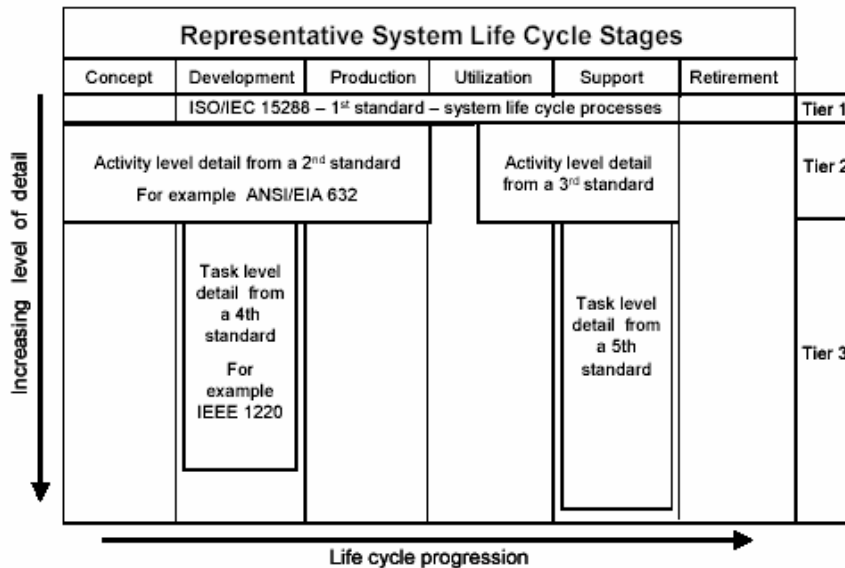 Representative System Life Cycle Stages
Concept Development Production Utilization Support Retirement
ISO/IEC 15288 – 1st standard – system life cycle processes
Tier 1
Activity level detail from a 2nd standard
For example ANSI/EIA 632
Activity level detail
from a 3rd standard
Tier 2
Task level
detail from
a 4th
standard
For
example
IEEE 1220
Task level
detail from
a 5th
standard
Tier 3
Increasing level of detail
Life cycle progression